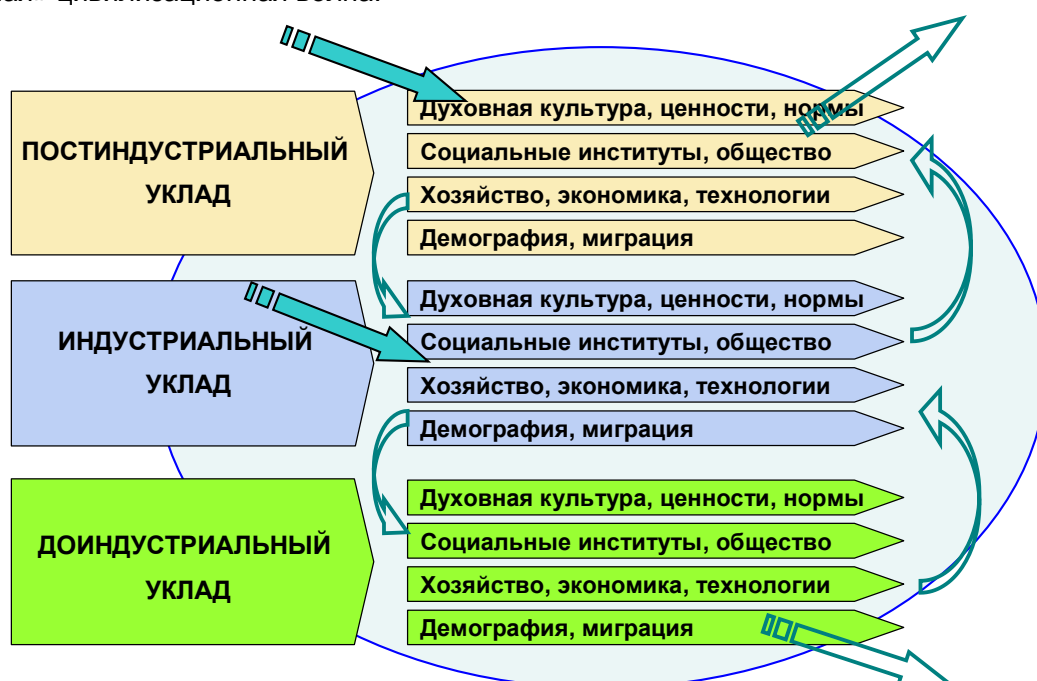 цивилизационная волна.
ПОСТИНДУСТРИАЛЬНЫЙ
УКЛАД
Духовная культура, ценности, нормы
Социальные институты, общество
Хозяйство, экономика, технологии
Демография, миграция
ИНДУСТРИАЛЬНЫЙ
УКЛАД
Духовная культура, ценности, нормы
Социальные институты, общество
Хозяйство, экономика, технологии
Демография, миграция
ДОИНДУСТРИАЛЬНЫЙ
УКЛАД
Духовная культура, ценности, нормы
Социальные институты, общество
Хозяйство, экономика, технологии
Демография, миграция